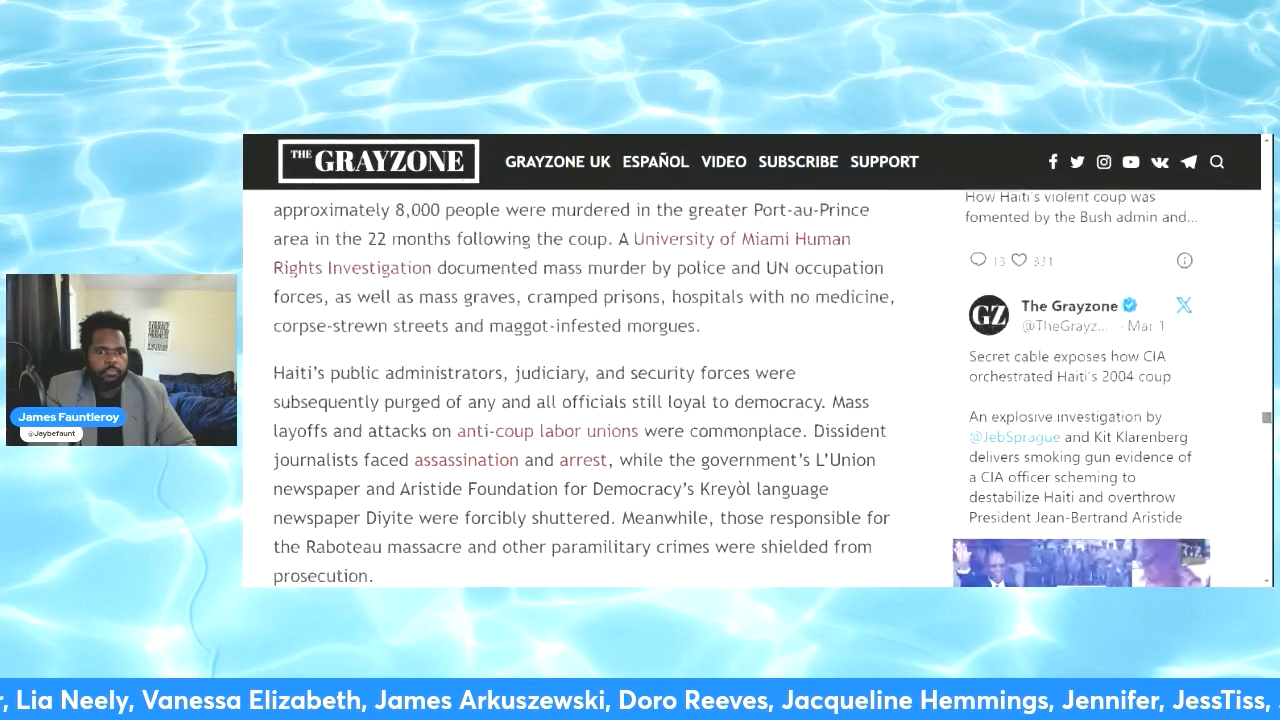 THE GRAYZONE
GRAYZONE UK ESPAÑOL VIDEO SUBSCRIBE SUPPORT
approximately 8,000 people were murdered in the greater Port-au-Prince
area in the 22 months following the coup. A University of Miami Human
Rights Investigation documented mass murder by police and UN occupation
forces, as well as mass graves, cramped prisons, hospitals with no medicine,
corpse-strewn streets and maggot-infested morgues.
Haiti's public administrators, judiciary, and security forces were
subsequently purged of any and all officials still loyal to democracy. Mass
layoffs and attacks on anti-coup labor unions were commonplace. Dissident
journalists faced assassination and arrest, while the government's L'Union
newspaper and Aristide Foundation for Democracy's Kreyòl language
newspaper Diyite were forcibly shuttered. Meanwhile, those responsible for
the Raboteau massacre and other paramilitary crimes were shielded from
prosecution.
How Haiti's violent coup was
fomented by the Bush admin and...
13 331
GZ
The Grayzone
@TheGrayz... · Mar 1
Secret cable exposes how CIA
orchestrated Haiti's 2004 coup
An explosive investigation by
@JebSprague and Kit Klarenberg
delivers smoking gun evidence of
a CIA officer scheming to
destabilize Haiti and overthrow
President Jean-Bertrand Aristide
GZ
James Fauntleroy
@Jaybefaunt
r, Lia Neely, Vanessa Elizabeth, James Arkuszewski, Doro Reeves, Jacqueline Hemmings, Jennifer, JessTiss,